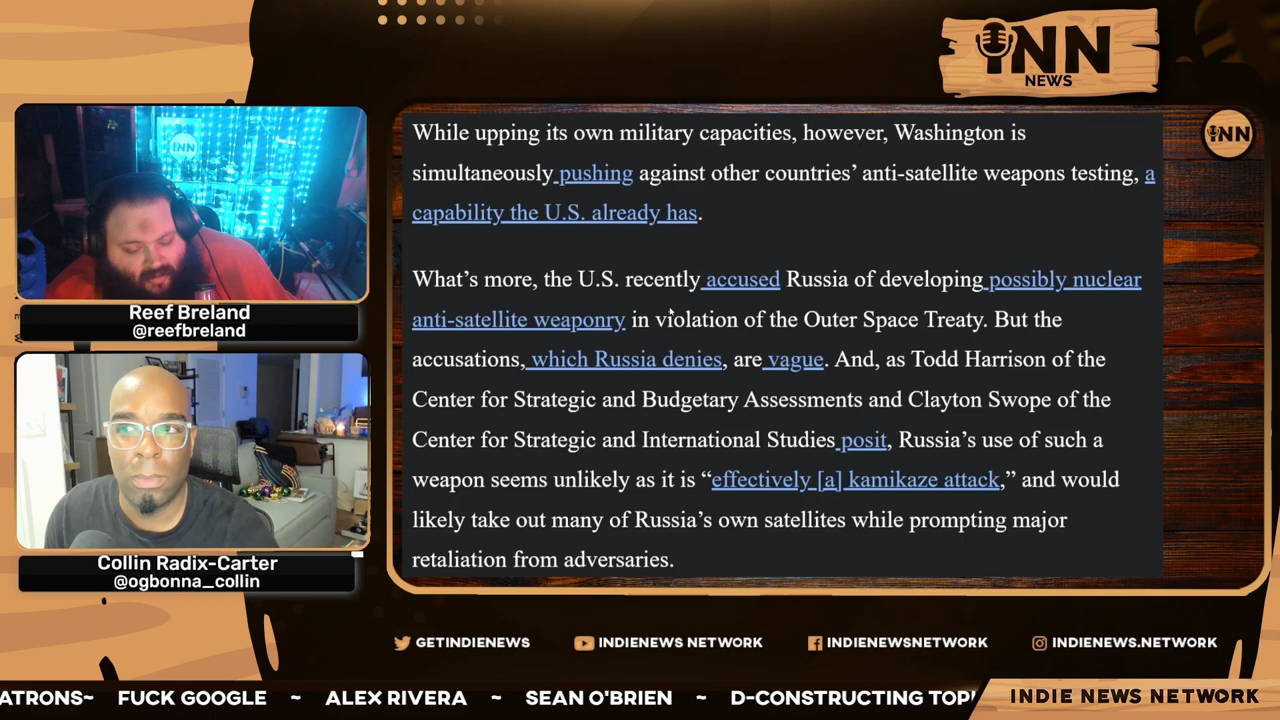 INN
NEWS
INN
While upping its own military capacities, however, Washington is
simultaneously pushing against other countries’ anti-satellite weapons testing, a
capability the U.S. already has.
What’s more, the U.S. recently accused Russia of developing possibly nuclear
anti-satellite weaponry in violation of the Outer Space Treaty. But the
accusations, which Russia denies, are vague. And, as Todd Harrison of the
Center for Strategic and Budgetary Assessments and Clayton Swope of the
Center for Strategic and International Studies posit, Russia’s use of such a
weapon seems unlikely as it is “effectively [a] kamikaze attack,” and would
likely take out many of Russia’s own satellites while prompting major
retaliation from adversaries.
INN
Reef Breland
@reefbreland
Collin Radix-Carter
@ogbonna_collin
GETINDIENEWS
INDIENEWS NETWORK
INDIENEWSNETWORK
INDIENEWS.NETWORK
ATRONS~ FUCK GOOGLE ~ ALEX RIVERA ~ SEAN O'BRIEN ~ D-CONSTRUCTING TOPI
INDIE NEWS NETWORK